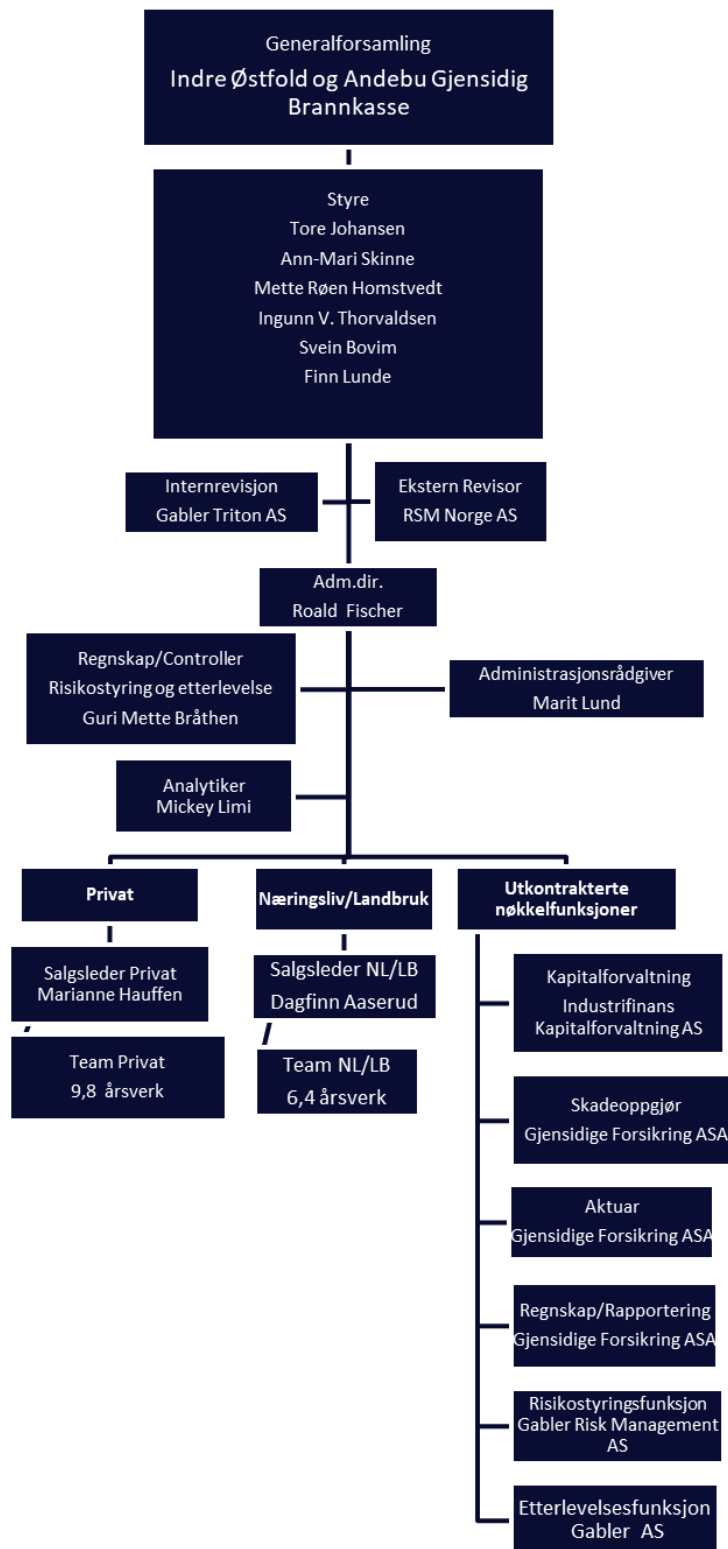 Generalforsamling
Indre Østfold og Andebu Gjensidig
Brannkasse
Styre
Tore Johansen
Ann-Mari Skinne
Mette Røen Homstvedt
Ingunn V. Thorvaldsen
Svein Bovim
Finn Lunde
Internrevisjon
Gabler Triton AS
Ekstern Revisor
RSM Norge AS
Adm.dir.
Roald Fischer
Regnskap/Controller
Risikostyring og etterlevelse
Guri Mette Bråthen
Administrasjonsrådgiver
Marit Lund
Analytiker
Mickey Limi
Privat
Salgsleder Privat
Marianne Hauffen
Team Privat
9,8 årsverk
Næringsliv/Landbruk
Salgsleder NL/LB
Dagfinn Aaserud
Team NL/LB
6,4 årsverk
Utkontrakterte
nøkkelfunksjoner
Kapitalforvaltning
Industrifinans
Kapitalforvaltning AS
Skadeoppgjør
Gjensidige Forsikring ASA
Aktuar
Gjensidige Forsikring ASA
Regnskap/Rapportering
Gjensidige Forsikring ASA
Risikostyringsfunksjon
Gabler Risk Management
AS
Etterlevelsesfunksjon
Gabler AS